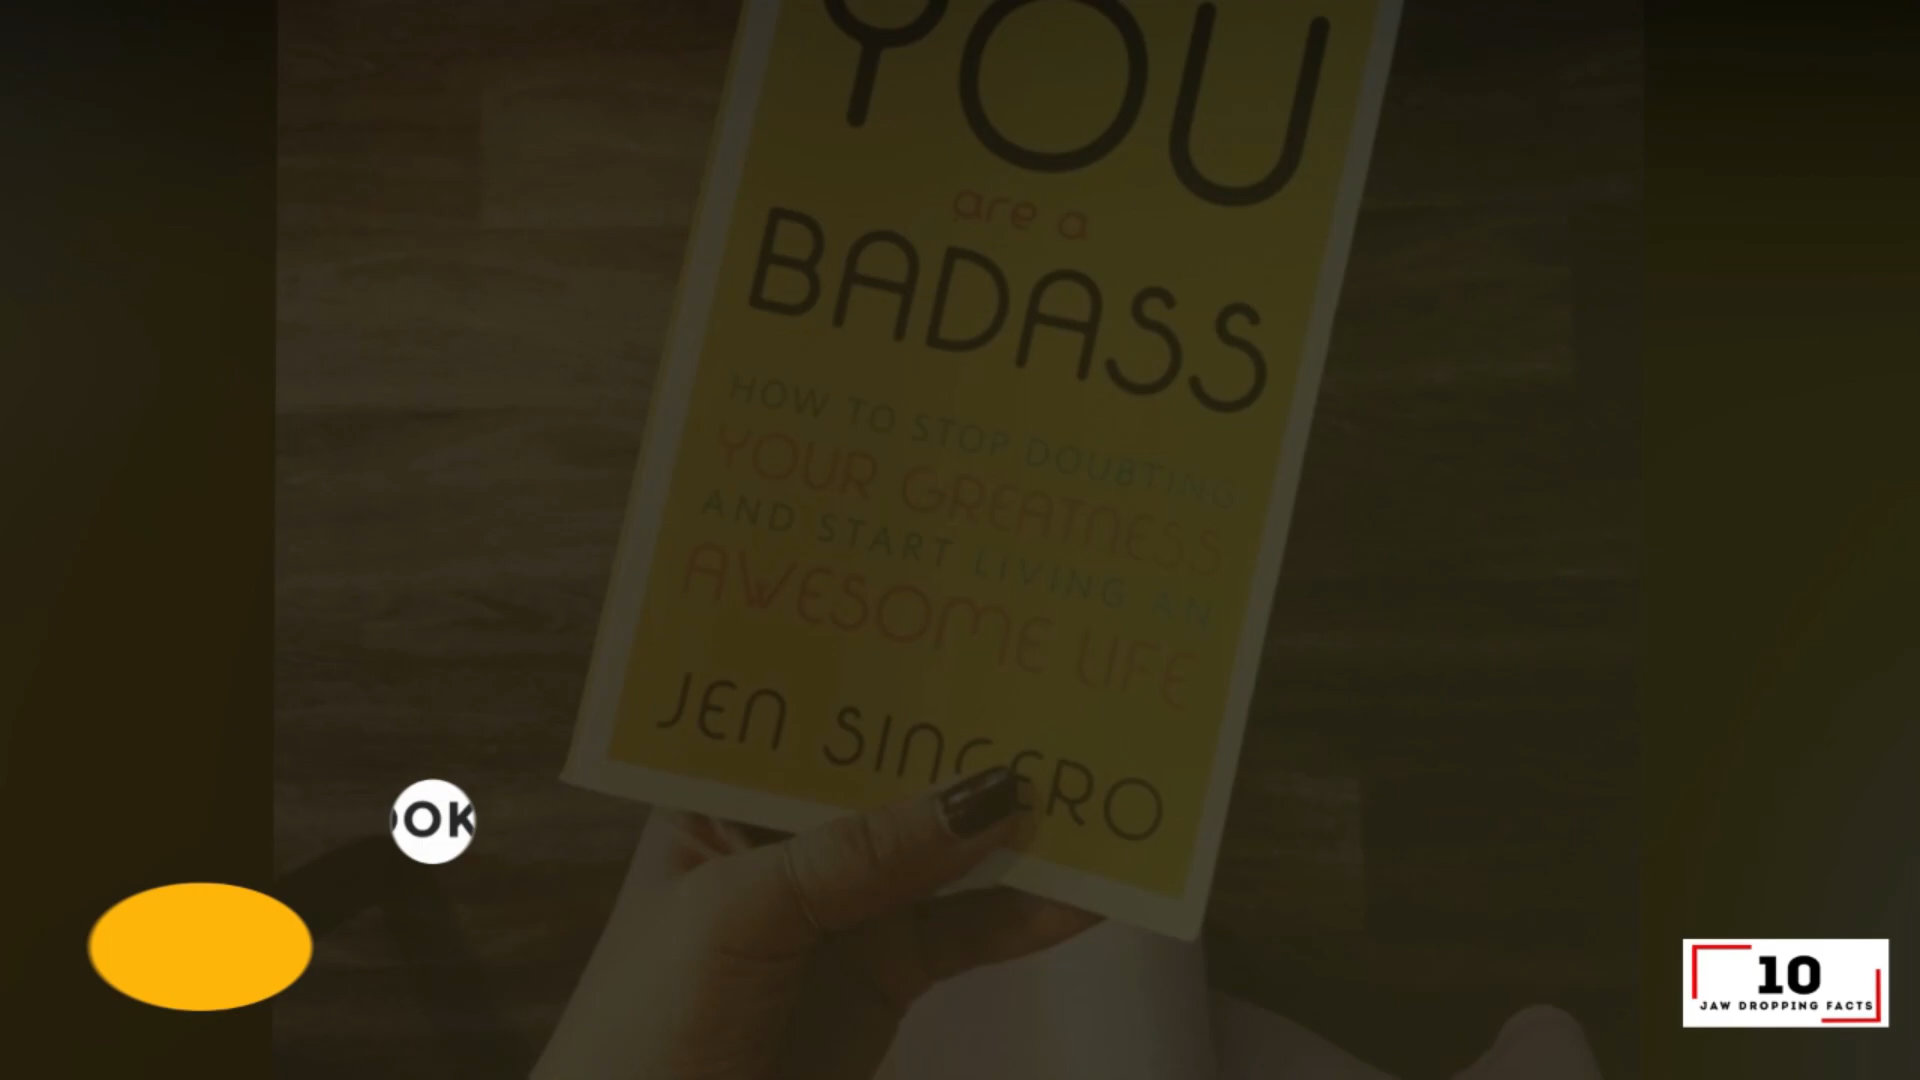 YOU
are a
BADASS
HOW TO STOP DOUBTING
YOUR GREATNESS
AND START LIVING AN
AWESOME LIFE
JEN SINCERO
OK
10
JAW DROPPING FACTS